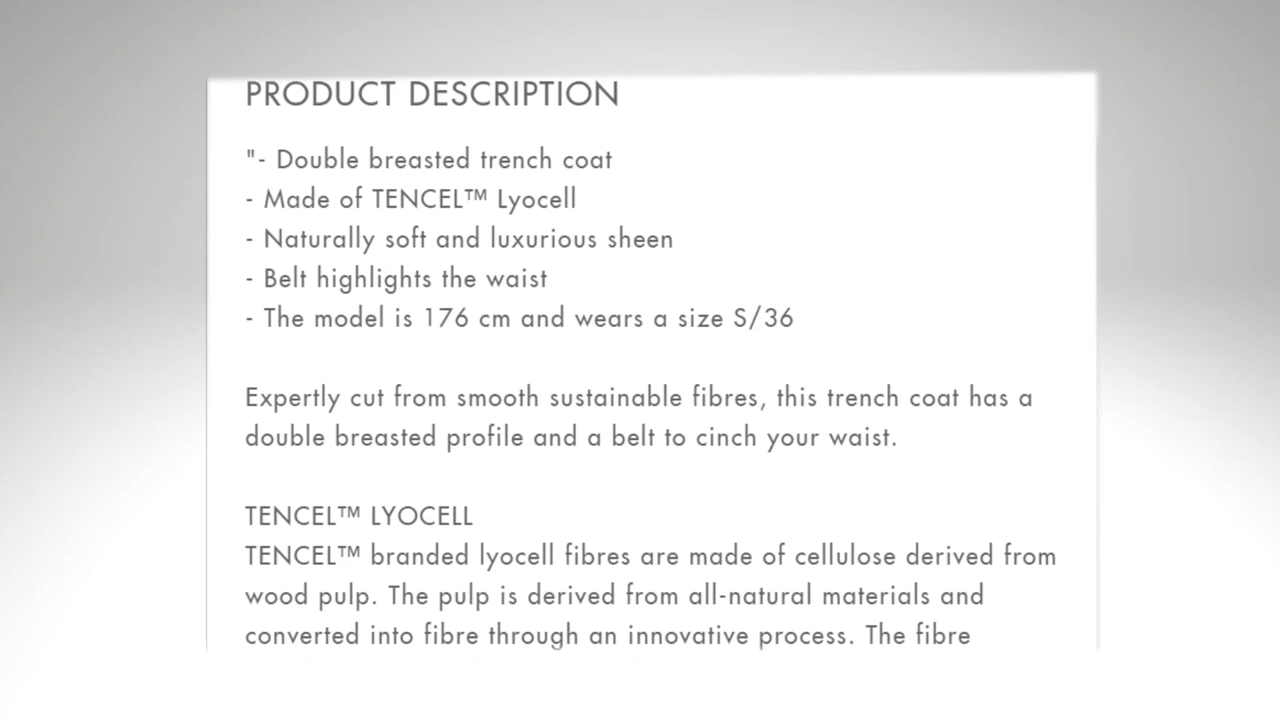 PRODUCT DESCRIPTION
"- Double breasted trench coat
- Made of TENCEL™ Lyocell
- Naturally soft and luxurious sheen
- Belt highlights the waist
- The model is 176 cm and wears a size S/36
Expertly cut from smooth sustainable fibres, this trench coat has a
double breasted profile and a belt to cinch your waist.
TENCEL™ LYOCELL
TENCEL™ branded lyocell fibres are made of cellulose derived from
wood pulp. The pulp is derived from all-natural materials and
converted into fibre through an innovative process. The fibre